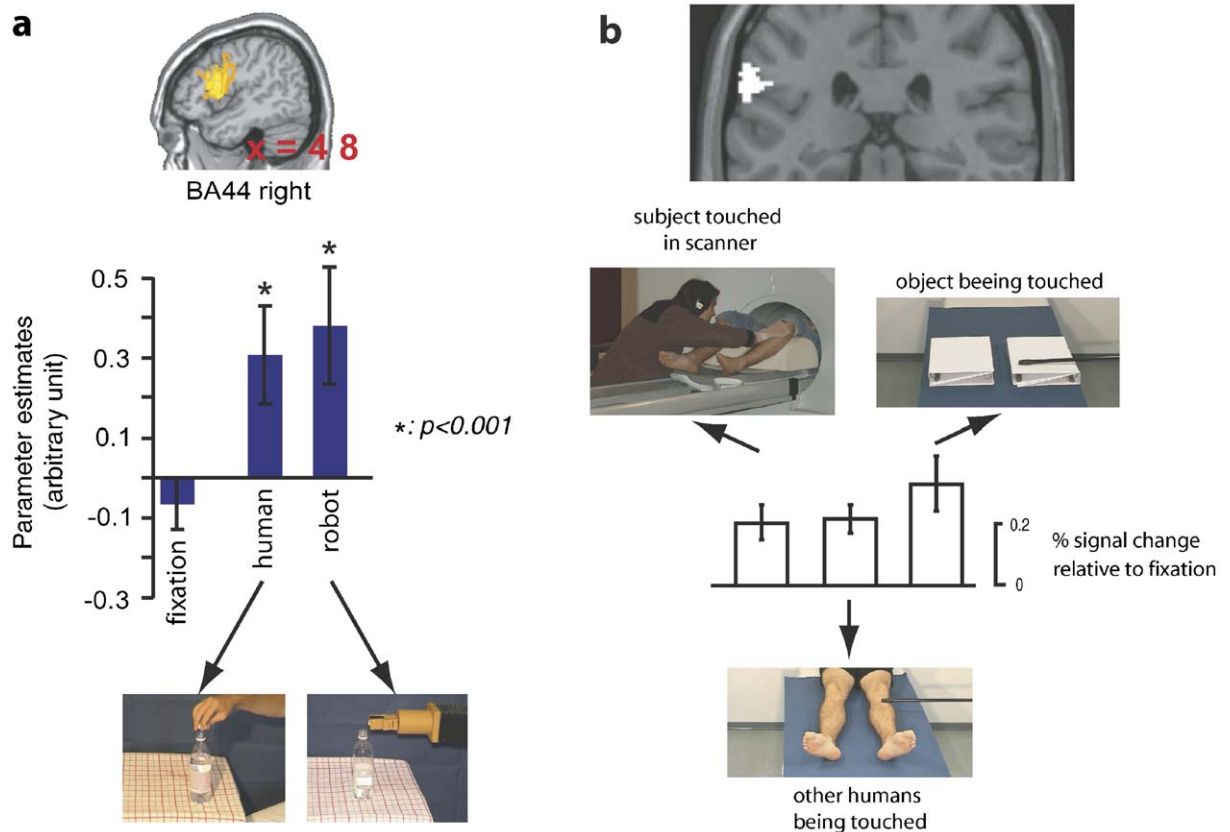 a
x = 4 8
BA44 right
Parameter estimates
(arbitrary unit)
0.5
0.3
0.1
-0.1
-0.3
*
*
*: p<0.001
fixation
human
robot
b
subject touched
in scanner
object beeing touched
0.2
0
% signal change
relative to fixation
other humans
being touched